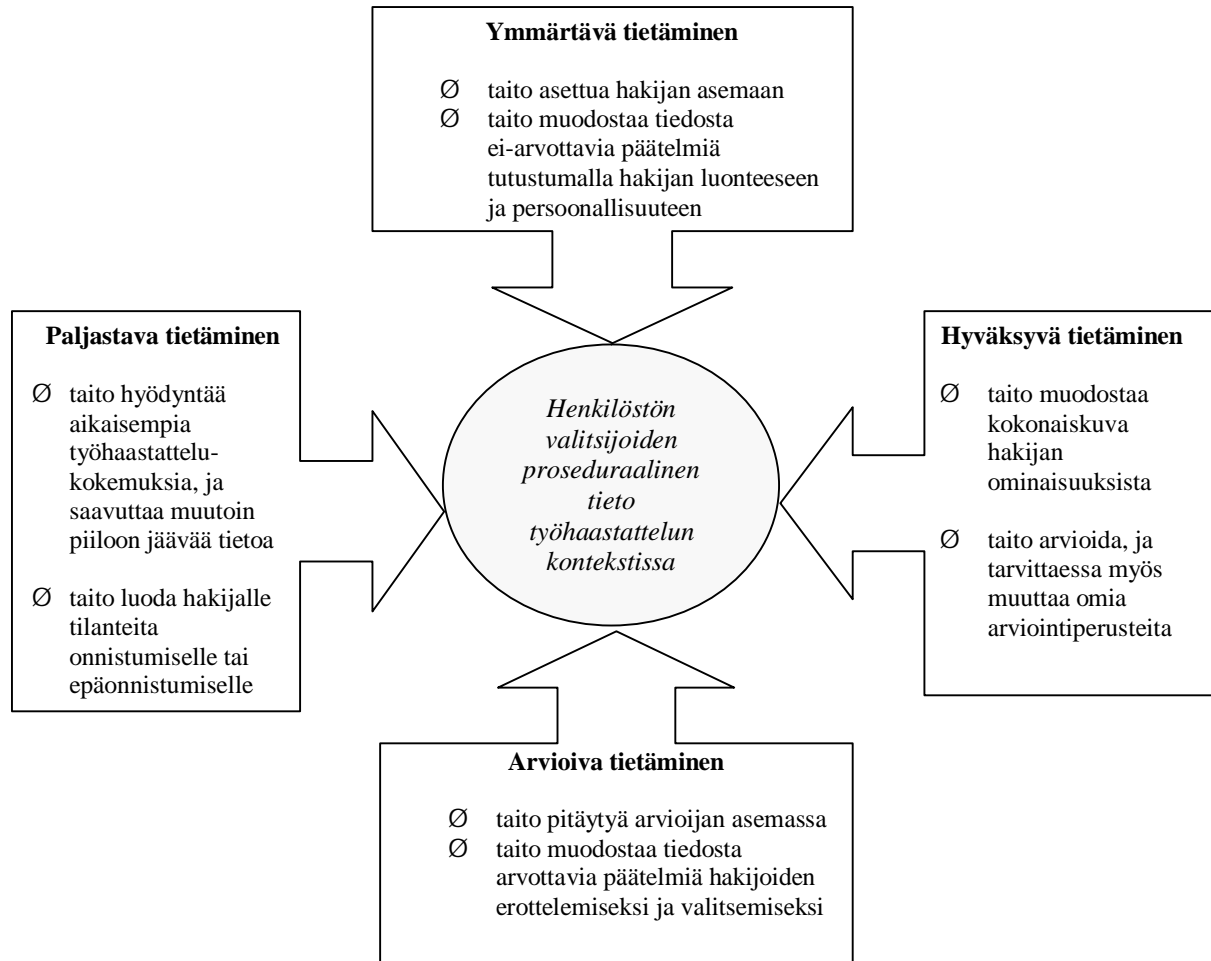 Ymmärtävä tietäminen
Ø taito asettua hakijan asemaan
Ø taito muodostaa tiedosta
ei-arvottavia päätelmiä
tutustumalla hakijan luonteeseen
ja persoonallisuuteen
Paljastava tietäminen
Ø taito hyödyntää
aikaisempia
työhaastattelu-
kokemuksia, ja
saavuttaa muutoin
piiloon jäävää tietoa
Ø taito luoda hakijalle
tilanteita
onnistumiselle tai
epäonnistumiselle
Henkilöstön
valitsijoiden
proseduraalinen
tieto
työhaastattelun
kontekstissa
Hyväksyvä tietäminen
Ø taito muodostaa
kokonaiskuva
hakijan
ominaisuuksista
Ø taito arvioida, ja
tarvittaessa myös
muuttaa omia
arviointiperusteita
Arvioiva tietäminen
Ø taito pitäytyä arvioijan asemassa
Ø taito muodostaa tiedosta
arvottavia päätelmiä hakijoiden
erottelemiseksi ja valitsemiseksi